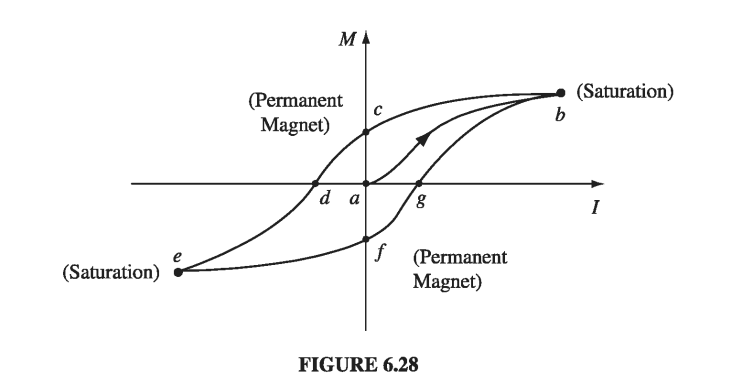 M
(Permanent
Magnet)
c
(Saturation)
b
d
a
g
I
e
(Saturation)
f
(Permanent
Magnet)
FIGURE 6.28